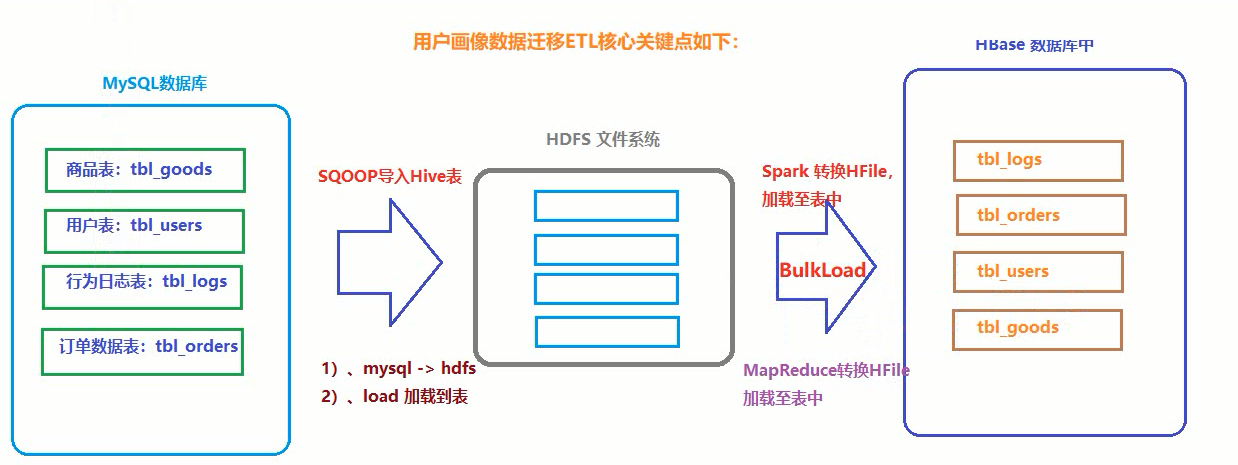 用户画像数据迁移ETL核心关键点如下：
MySQL数据库
商品表：tbl_goods
用户表：tbl_users
行为日志表：tbl_logs
订单数据表：tbl_orders
SQOOP导入Hive表
1）、mysql -> hdfs
2）、load 加载到表
HDFS 文件系统
Spark 转换HFile，
加载至表中
BulkLoad
MapReduce转换HFile
加载至表中
HBase 数据库中
tbl_logs
tbl_orders
tbl_users
tbl_goods